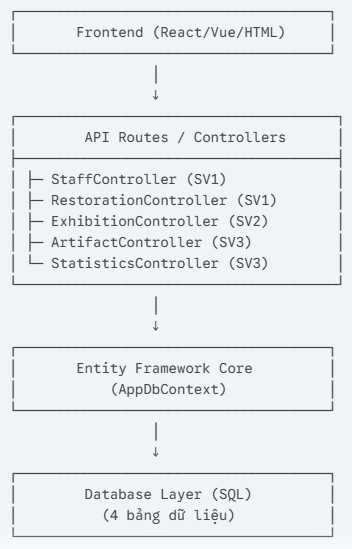 Frontend (React/Vue/HTML)
API Routes / Controllers
├─ StaffController (SV1)
├─ RestorationController (SV1)
├─ ExhibitionController (SV2)
├─ ArtifactController (SV3)
└─ StatisticsController (SV3)
Entity Framework Core
(AppDbContext)
Database Layer (SQL)
(4 bảng dữ liệu)